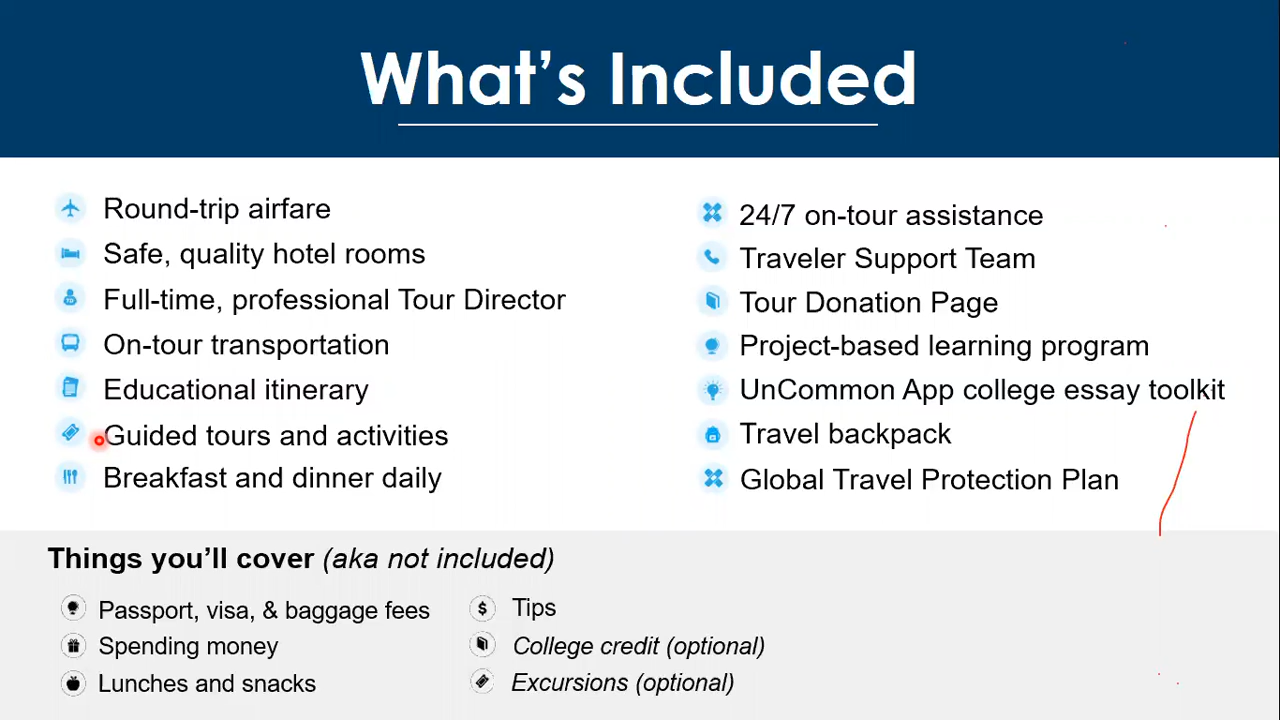 What's Included
Round-trip airfare
Safe, quality hotel rooms
Full-time, professional Tour Director
On-tour transportation
Educational itinerary
Guided tours and activities
Breakfast and dinner daily
24/7 on-tour assistance
Traveler Support Team
Tour Donation Page
Project-based learning program
UnCommon App college essay toolkit
Travel backpack
Global Travel Protection Plan
Things you'll cover (aka not included)
Passport, visa, & baggage fees
Spending money
Lunches and snacks
Tips
College credit (optional)
Excursions (optional)